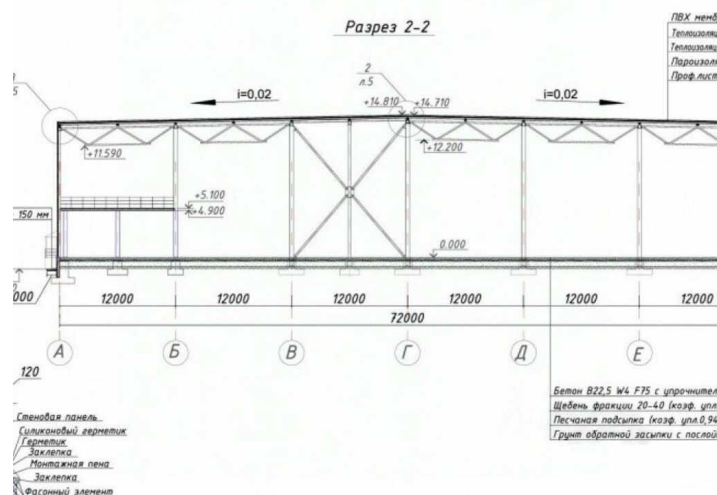 Разрез 2-2
ПВХ
Теплоизоляц
Теплоизоляц
Пароизоля
Проф.лист
2
л.5
i=0,02
+14.810
+14.710
i=0,02
+11.590
+12.200
+5.100
+4.900
150 мм
0.000
000
12000 12000 12000 12000 12000 12000
72000
А Б В Г Д Е
120
Бетон В22,5 W4 F75 с упрочнител
Щебень фракции 20-40 (коэф. упл.
Песчаная подсыпка (коэф. упл.0,94
Грунт обратной засыпки с послой
Стеновая панель
Силиконовый герметик
Герметик
Заклепка
Монтажная пена
Заклепка
Фасонный элемент